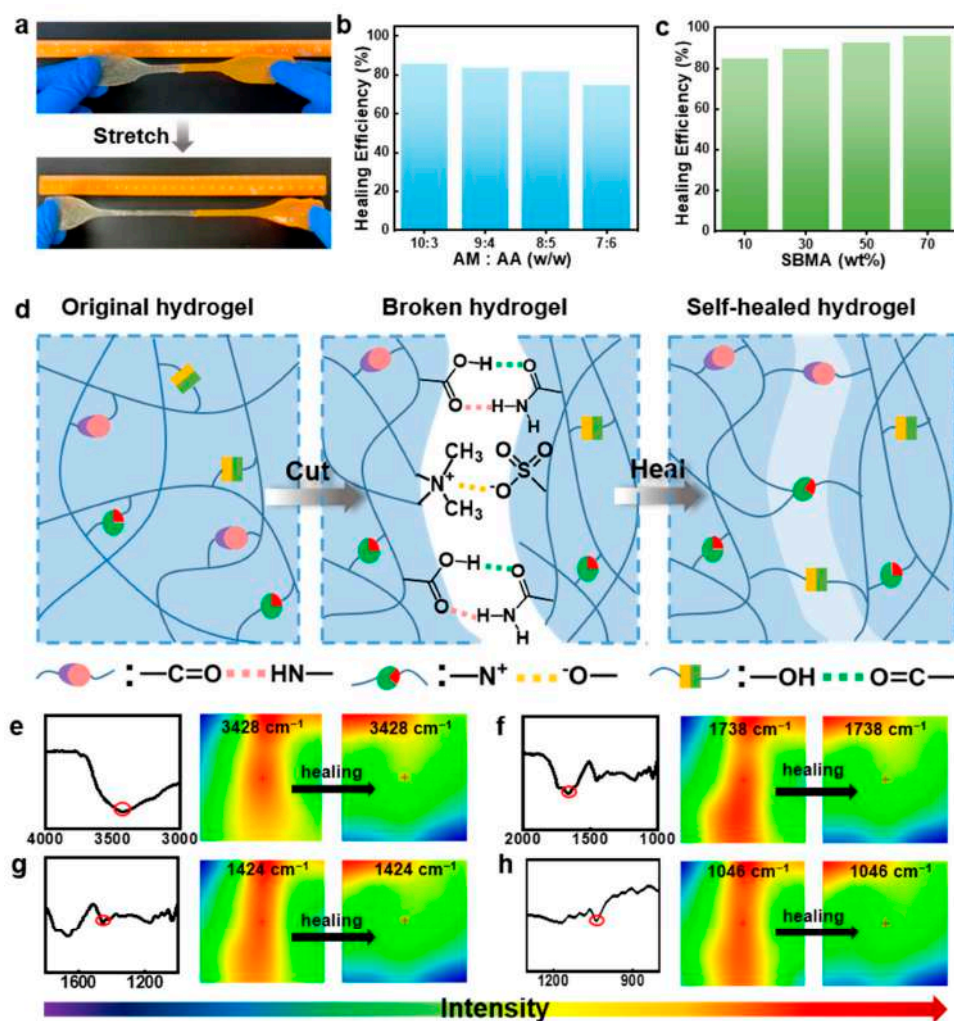 a
Stretch
b
Healing Efficiency (%)
100
80
60
40
20
0
10:3 9:4 8:5 7:6
AM : AA (w/w)
c
Healing Efficiency (%)
100
80
60
40
20
0
10 30 50 70
SBMA (wt%)
d
Original hydrogel
Broken hydrogel
Self-healed hydrogel
Cut
O H O
O H N
H
CH₃
N⁺
CH₃
O O
S
⁻O
O H O
O H N
H
Heai
: —C=O HN—
: —N⁺ ⁻O—
: —OH O=C—
e
4000 3500 3000
3428 cm⁻¹ 3428 cm⁻¹
healing
f
2000 1500 1000
1738 cm⁻¹ 1738 cm⁻¹
healing
g
1600 1200
1424 cm⁻¹ 1424 cm⁻¹
healing
h
1200 900
1046 cm⁻¹ 1046 cm⁻¹
healing
Intensity